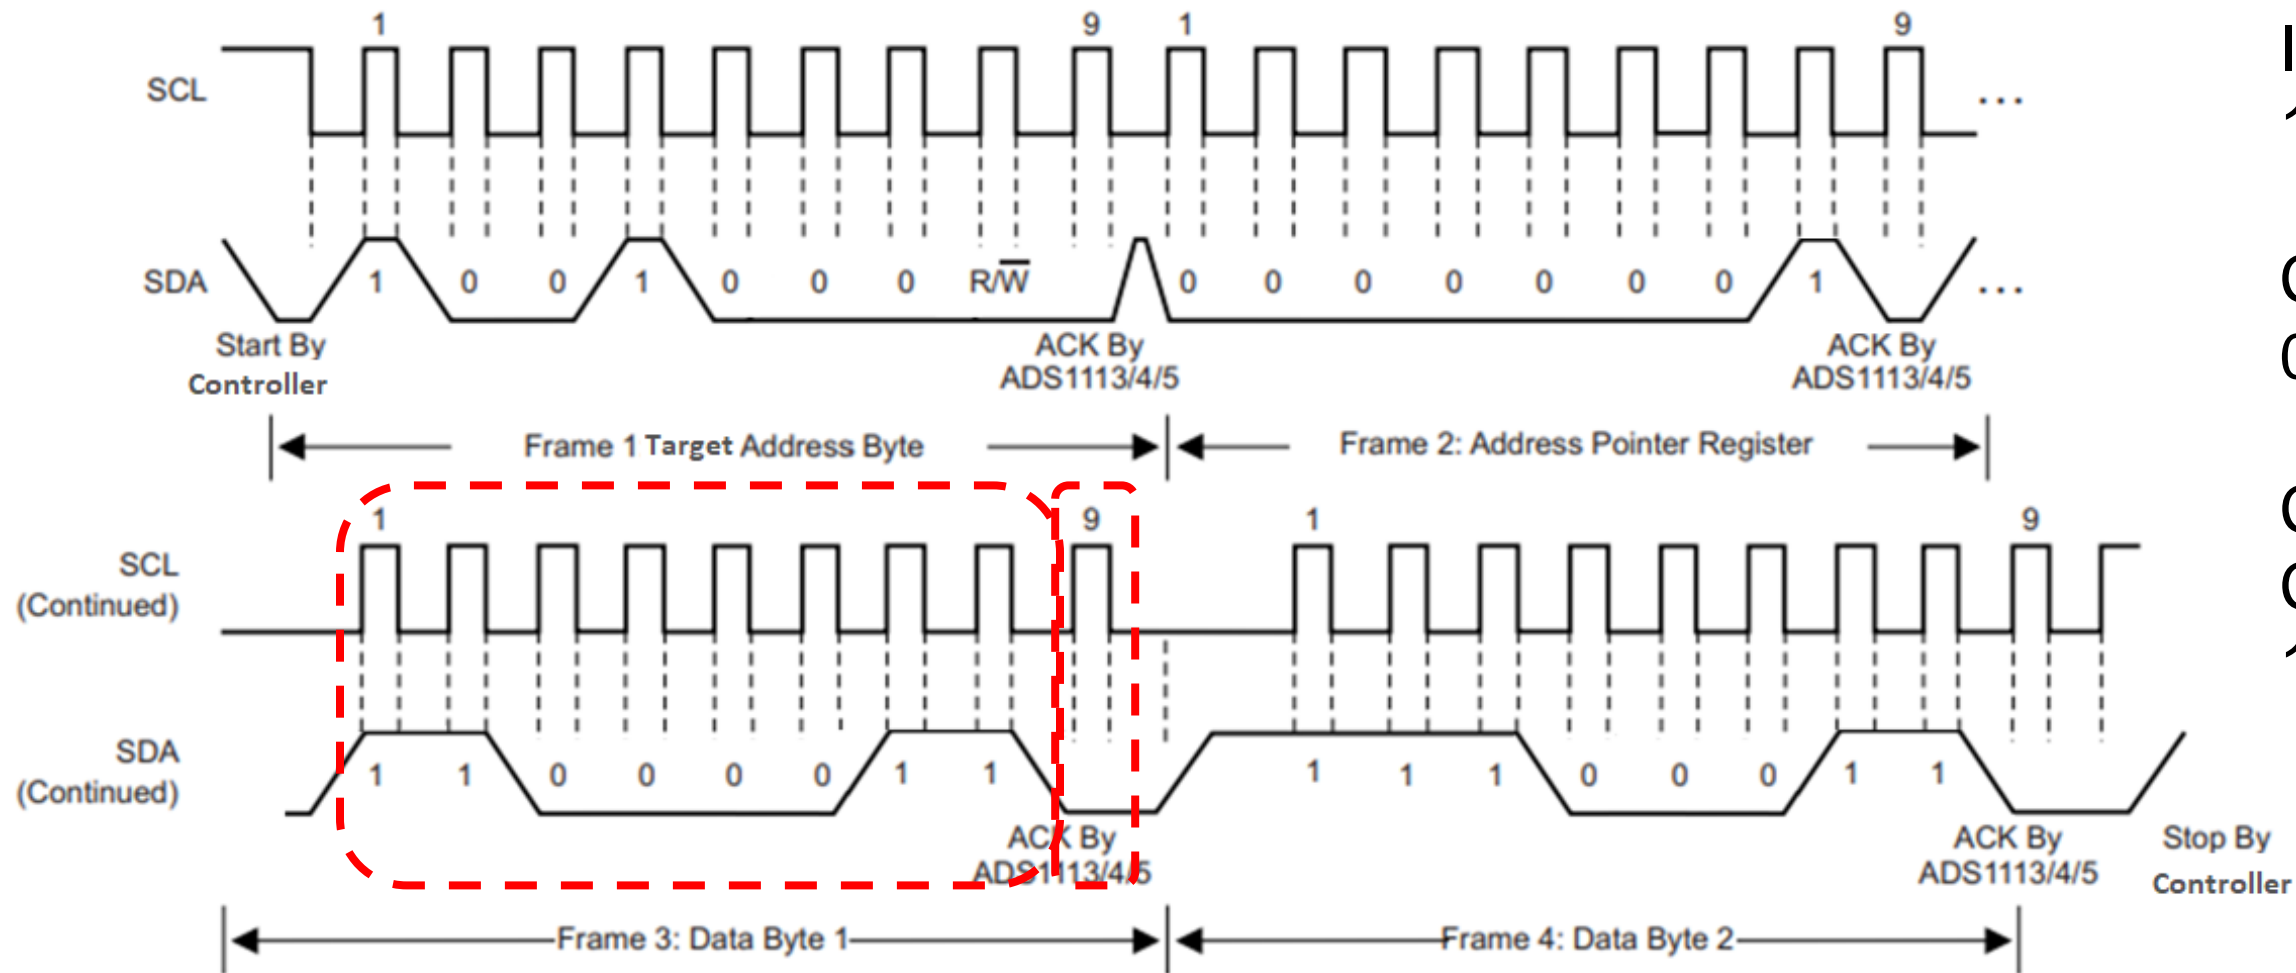 1 9 1 9
SCL ...
SDA 1 0 0 1 0 0 0 R/W 0 0 0 0 0 0 0 1 ...
Start By Controller
ACK By ADS1113/4/5
ACK By ADS1113/4/5
Frame 1 Target Address Byte
Frame 2: Address Pointer Register
1 9 1 9
SCL (Continued)
SDA (Continued) 1 1 0 0 0 0 1 1 1 1 1 0 0 0 1 1
ACK By ADS1113/4/5
ACK By ADS1113/4/5
Stop By Controller
Frame 3: Data Byte 1
Frame 4: Data Byte 2